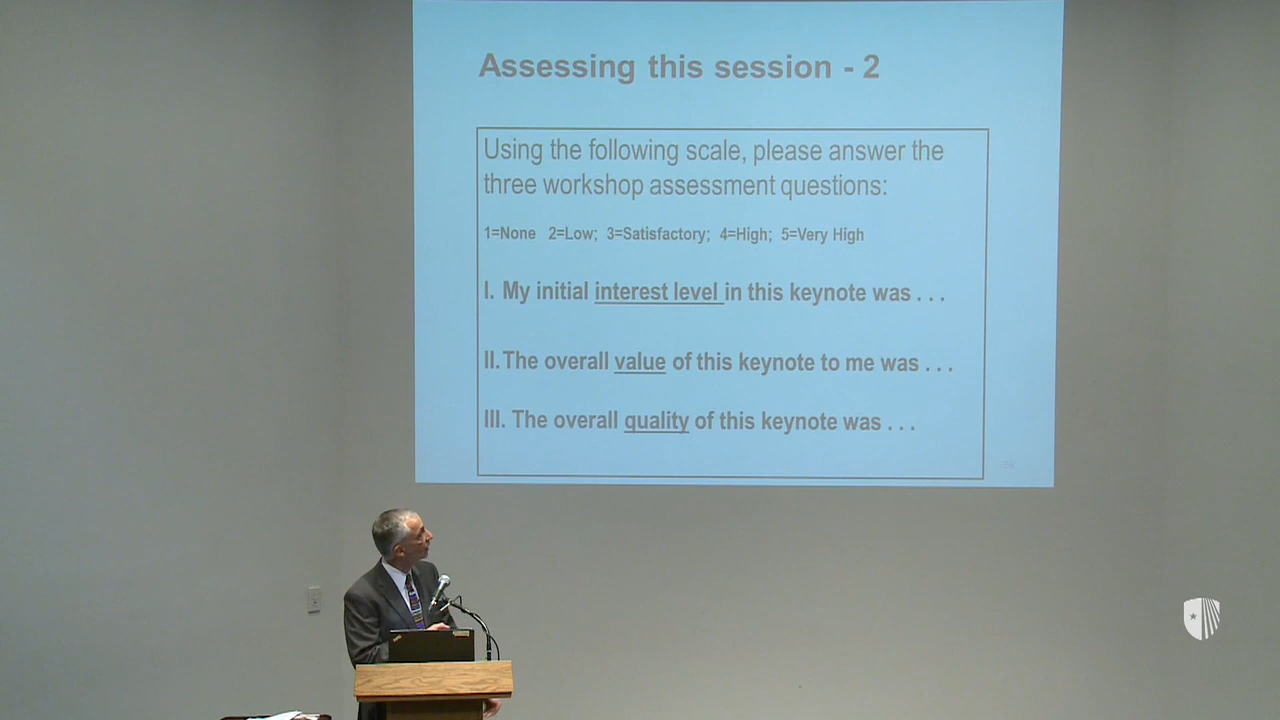 Assessing this session - 2
Using the following scale, please answer the
three workshop assessment questions:
1=None 2=Low; 3=Satisfactory; 4=High; 5=Very High
I. My initial interest level in this keynote was . . .
II. The overall value of this keynote to me was . . .
III. The overall quality of this keynote was . . .